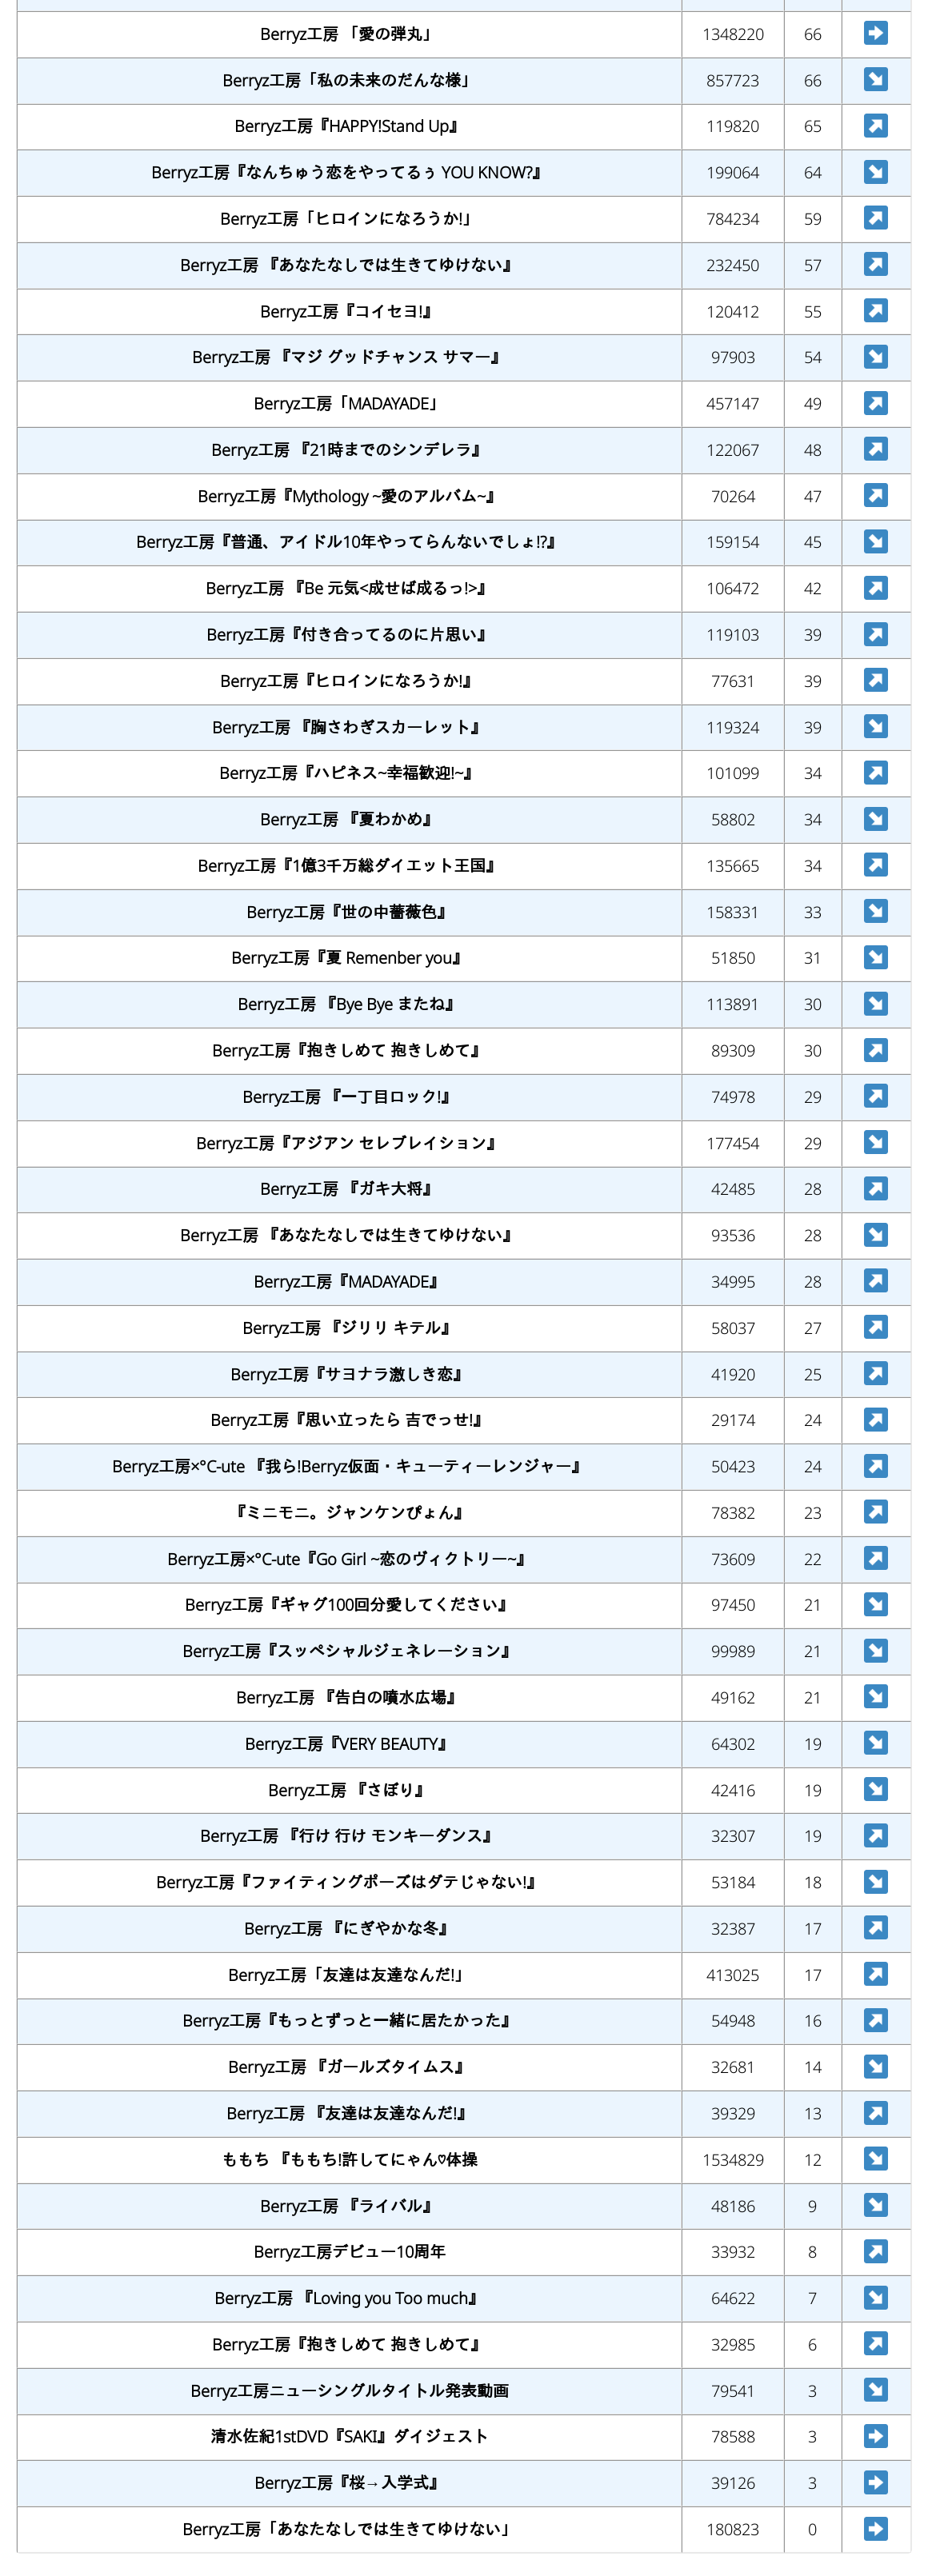 Berryz工房 「愛の弾丸」 1348220 66 ➡
Berryz工房「私の未来のだんな様」 857723 66 ↘
Berryz工房『HAPPY!Stand Up』 119820 65 ↗
Berryz工房『なんちゅう恋をやってるぅ YOU KNOW?』 199064 64 ↘
Berryz工房「ヒロインになろうか!」 784234 59 ↗
Berryz工房 『あなたなしでは生きてゆけない』 232450 57 ↗
Berryz工房『コイセヨ!』 120412 55 ↗
Berryz工房 『マジ グッドチャンス サマー』 97903 54 ↘
Berryz工房「MADAYADE」 457147 49 ↗
Berryz工房 『21時までのシンデレラ』 122067 48 ↗
Berryz工房『Mythology ~愛のアルバム~』 70264 47 ↗
Berryz工房『普通、アイドル10年やってらんないでしょ!?』 159154 45 ↘
Berryz工房 『Be 元気<成せば成るっ!>』 106472 42 ↗
Berryz工房『付き合ってるのに片思い』 119103 39 ↗
Berryz工房『ヒロインになろうか!』 77631 39 ↗
Berryz工房 『胸さわぎスカーレット』 119324 39 ↘
Berryz工房『ハピネス~幸福歓迎!~』 101099 34 ↗
Berryz工房 『夏わかめ』 58802 34 ↘
Berryz工房『1億3千万総ダイエット王国』 135665 34 ↗
Berryz工房『世の中薔薇色』 158331 33 ↘
Berryz工房『夏 Remenber you』 51850 31 ↘
Berryz工房 『Bye Bye またね』 113891 30 ↘
Berryz工房『抱きしめて 抱きしめて』 89309 30 ↗
Berryz工房 『一丁目ロック!』 74978 29 ↗
Berryz工房『アジアン セレブレイション』 177454 29 ↘
Berryz工房 『ガキ大将』 42485 28 ↗
Berryz工房 『あなたなしでは生きてゆけない』 93536 28 ↘
Berryz工房『MADAYADE』 34995 28 ↗
Berryz工房 『ジリリ キテル』 58037 27 ↗
Berryz工房『サヨナラ激しき恋』 41920 25 ↗
Berryz工房『思い立ったら 吉でっせ!』 29174 24 ↗
Berryz工房×°C-ute 『我ら!Berryz仮面・キューティーレンジャー』 50423 24 ↗
『ミニモニ。ジャンケンぴょん』 78382 23 ↗
Berryz工房×°C-ute『Go Girl ~恋のヴィクトリー~』 73609 22 ↗
Berryz工房『ギャグ100回分愛してください』 97450 21 ↘
Berryz工房『スッペシャルジェネレーション』 99989 21 ↘
Berryz工房 『告白の噴水広場』 49162 21 ↘
Berryz工房『VERY BEAUTY』 64302 19 ↘
Berryz工房 『さぼり』 42416 19 ↘
Berryz工房 『行け 行け モンキーダンス』 32307 19 ↗
Berryz工房『ファイティングポーズはダテじゃない!』 53184 18 ↘
Berryz工房 『にぎやかな冬』 32387 17 ↗
Berryz工房「友達は友達なんだ!」 413025 17 ↗
Berryz工房『もっとずっと一緒に居たかった』 54948 16 ↗
Berryz工房 『ガールズタイムス』 32681 14 ↘
Berryz工房 『友達は友達なんだ!』 39329 13 ↗
ももち 『ももち!許してにゃん♡体操 1534829 12 ↘
Berryz工房 『ライバル』 48186 9 ↘
Berryz工房デビュー10周年 33932 8 ↗
Berryz工房 『Loving you Too much』 64622 7 ↘
Berryz工房『抱きしめて 抱きしめて』 32985 6 ↗
Berryz工房ニューシングルタイトル発表動画 79541 3 ↘
清水佐紀1stDVD『SAKI』ダイジェスト 78588 3 ➡
Berryz工房『桜→入学式』 39126 3 ➡
Berryz工房「あなたなしでは生きてゆけない」 180823 0 ➡